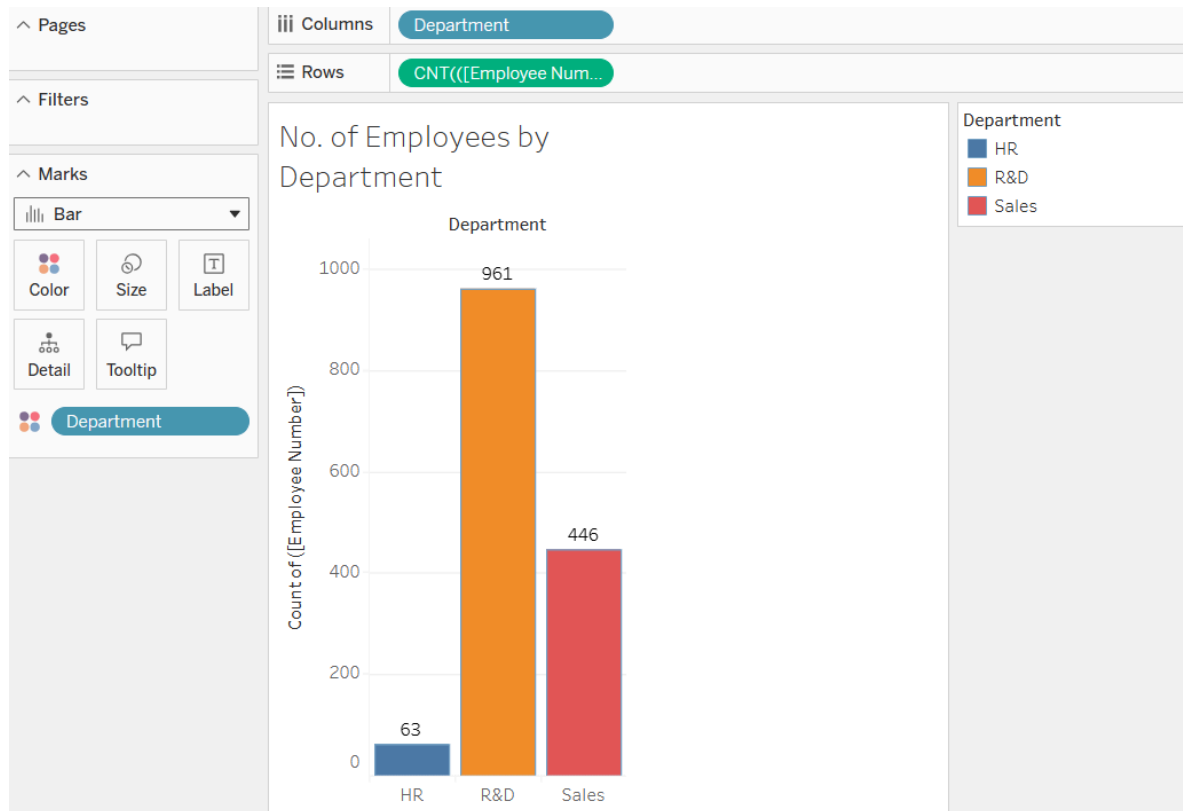 Pages
Columns
Department
Rows
CNT(([Employee Num...
Filters
Marks
Bar
Color
Size
Label
Detail
Tooltip
Department
No. of Employees by
Department
Department
1000
800
600
400
200
0
Count of ([Employee Number])
961
446
63
HR
R&D
Sales
Department
HR
R&D
Sales